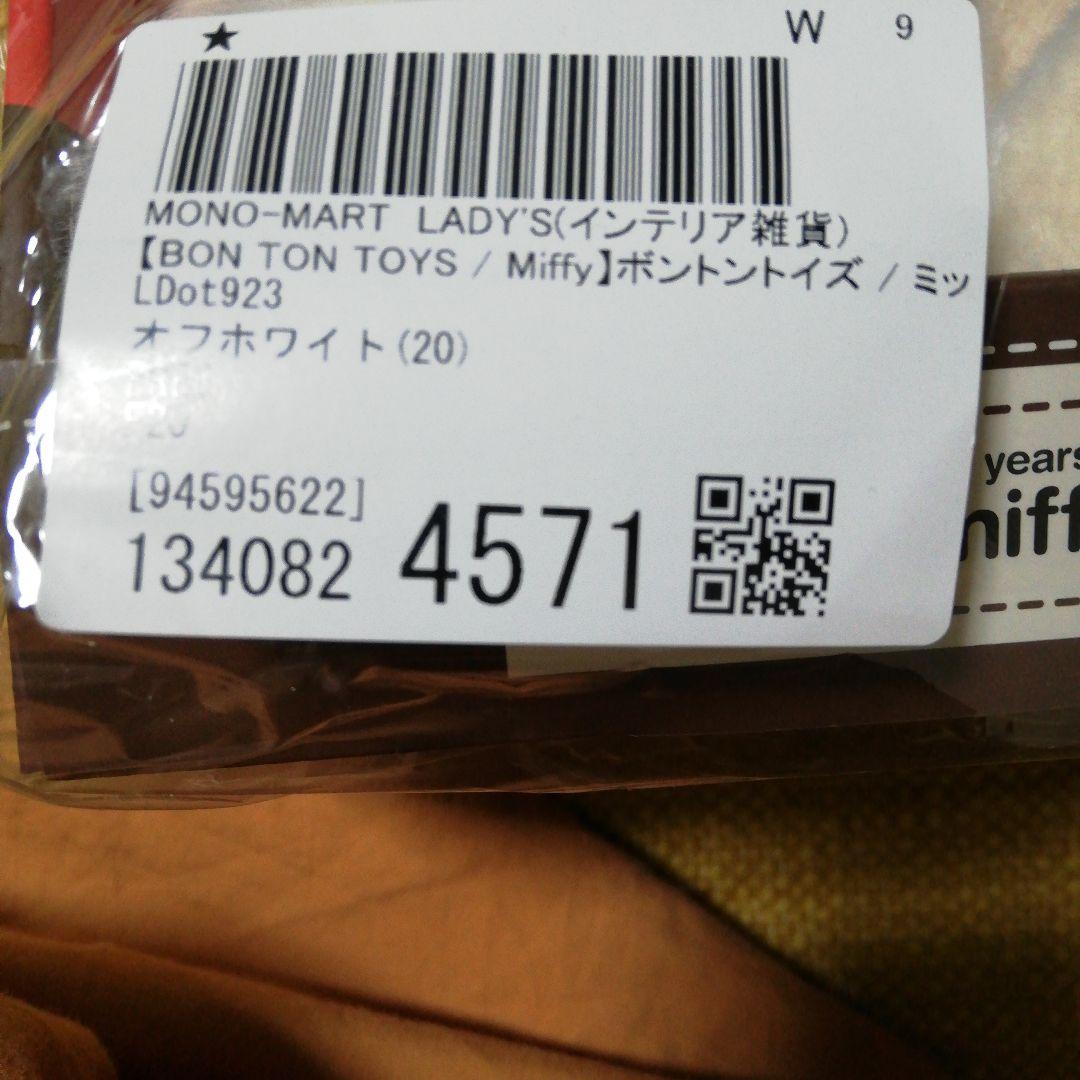 ★ W 9
MONO-MART LADY'S(インテリア雑貨)
【BON TON TOYS / Miffy】ボントントイズ / ミッ
LDot923
オフホワイト(20)
20
[94595622]
134082 4571
years
niff